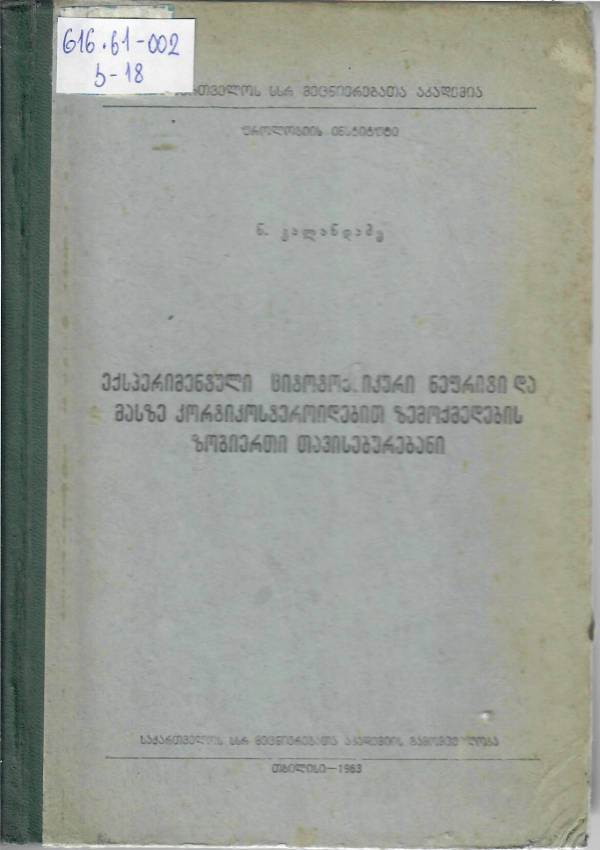 616.61-002
ხ-18
საქართველოს სსრ მეცნიერებათა აკადემია
უროლოგიის ინსტიტუტი
ნ.
ექსპერიმენტული ციტოტოქსიკური ნეფრიტი და
მასზე კორტიკოსტეროიდებით ზემოქმედების
ზოგიერთი თავისებურებანი
საქართველოს სსრ მეცნიერებათა აკადემიის გამომცემლობა
თბილისი—1963